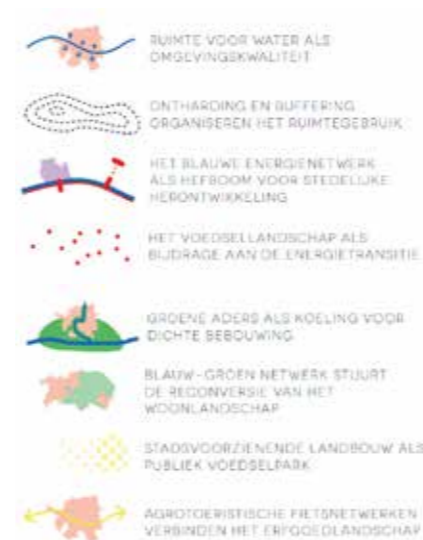 RUIMTE VOOR WATER ALS
OMGEVINGSKWALITEIT
ONTHARDING EN BUFFERING
ORGANISEREN HET RUIMTEGEBRUIK
HET BLAUWE ENERGIENETWERK
ALS HEFBOOM VOOR STEDELIJKE
HERONTWIKKELING
HET VOEDSELLANDSCHAP ALS
BIJDRAGE AAN DE ENERGIETRANSITIE
GROENE ADERS ALS KOELING VOOR
DICHTE BEBOUWING
BLAUW-GROEN NETWERK STUURT
DE RECONVERSIE VAN HET
WOONLANDSCHAP
STADSVOORZIENENDE LANDBOUW ALS
PUBLIEK VOEDSELPARK
AGROTOERISTISCHE FIETSNETWERKEN
VERBINDEN HET ERFGOEDLANDSCHAP